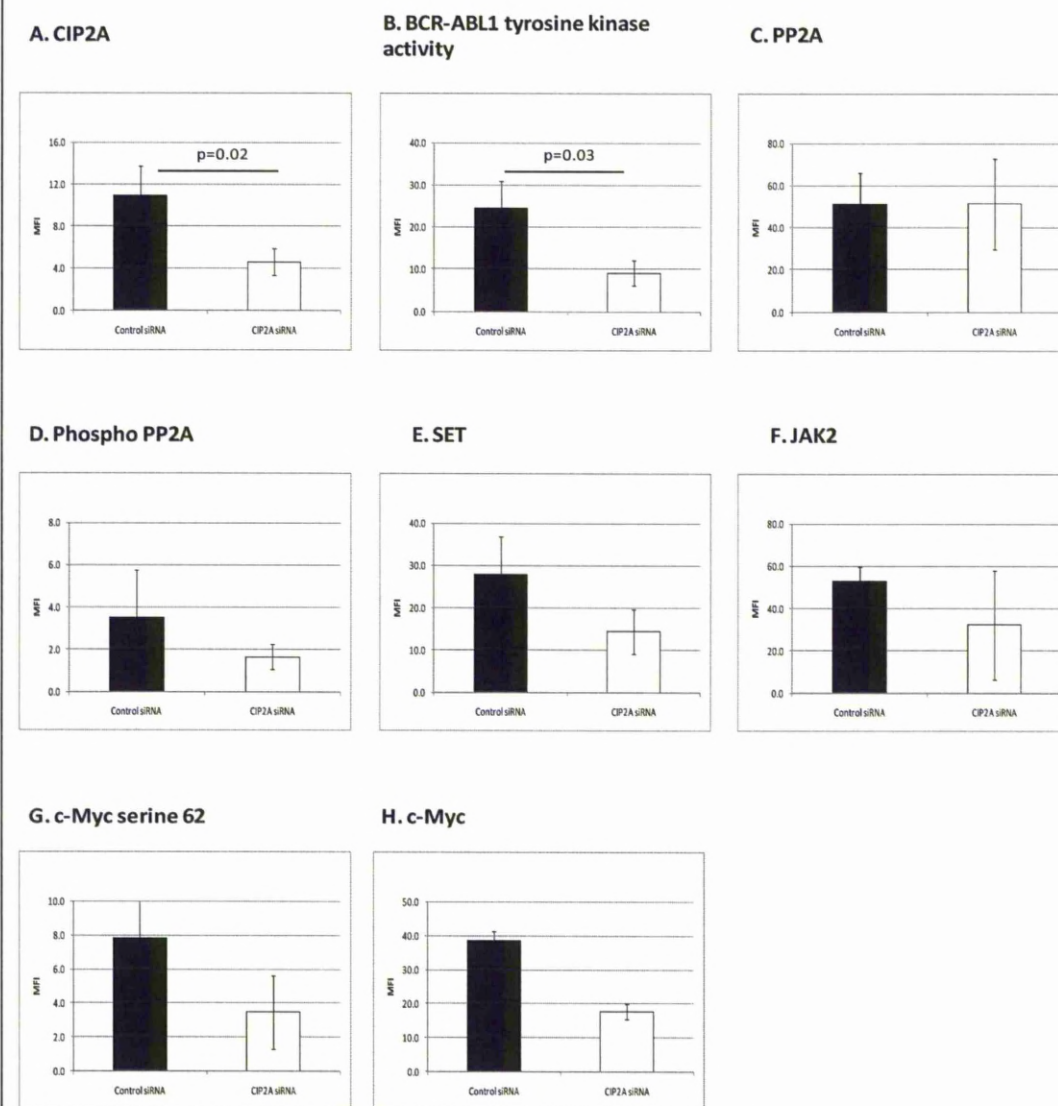 A. CIP2A
16.0
12.0
8.0
4.0
0.0
MFI
p=0.02
Control siRNA
CIP2A siRNA
B. BCR-ABL1 tyrosine kinase
activity
40.0
30.0
20.0
10.0
0.0
MFI
p=0.03
Control siRNA
CIP2A siRNA
C. PP2A
80.0
60.0
40.0
20.0
0.0
MFI
Control siRNA
CIP2A siRNA
D. Phospho PP2A
8.0
6.0
4.0
2.0
0.0
MFI
Control siRNA
CIP2A siRNA
E. SET
40.0
30.0
20.0
10.0
0.0
MFI
Control siRNA
CIP2A siRNA
F. JAK2
80.0
60.0
40.0
20.0
0.0
MFI
Control siRNA
CIP2A siRNA
G. c-Myc serine 62
10.0
8.0
6.0
4.0
2.0
0.0
MFI
Control siRNA
CIP2A siRNA
H. c-Myc
50.0
40.0
30.0
20.0
10.0
0.0
MFI
Control siRNA
CIP2A siRNA